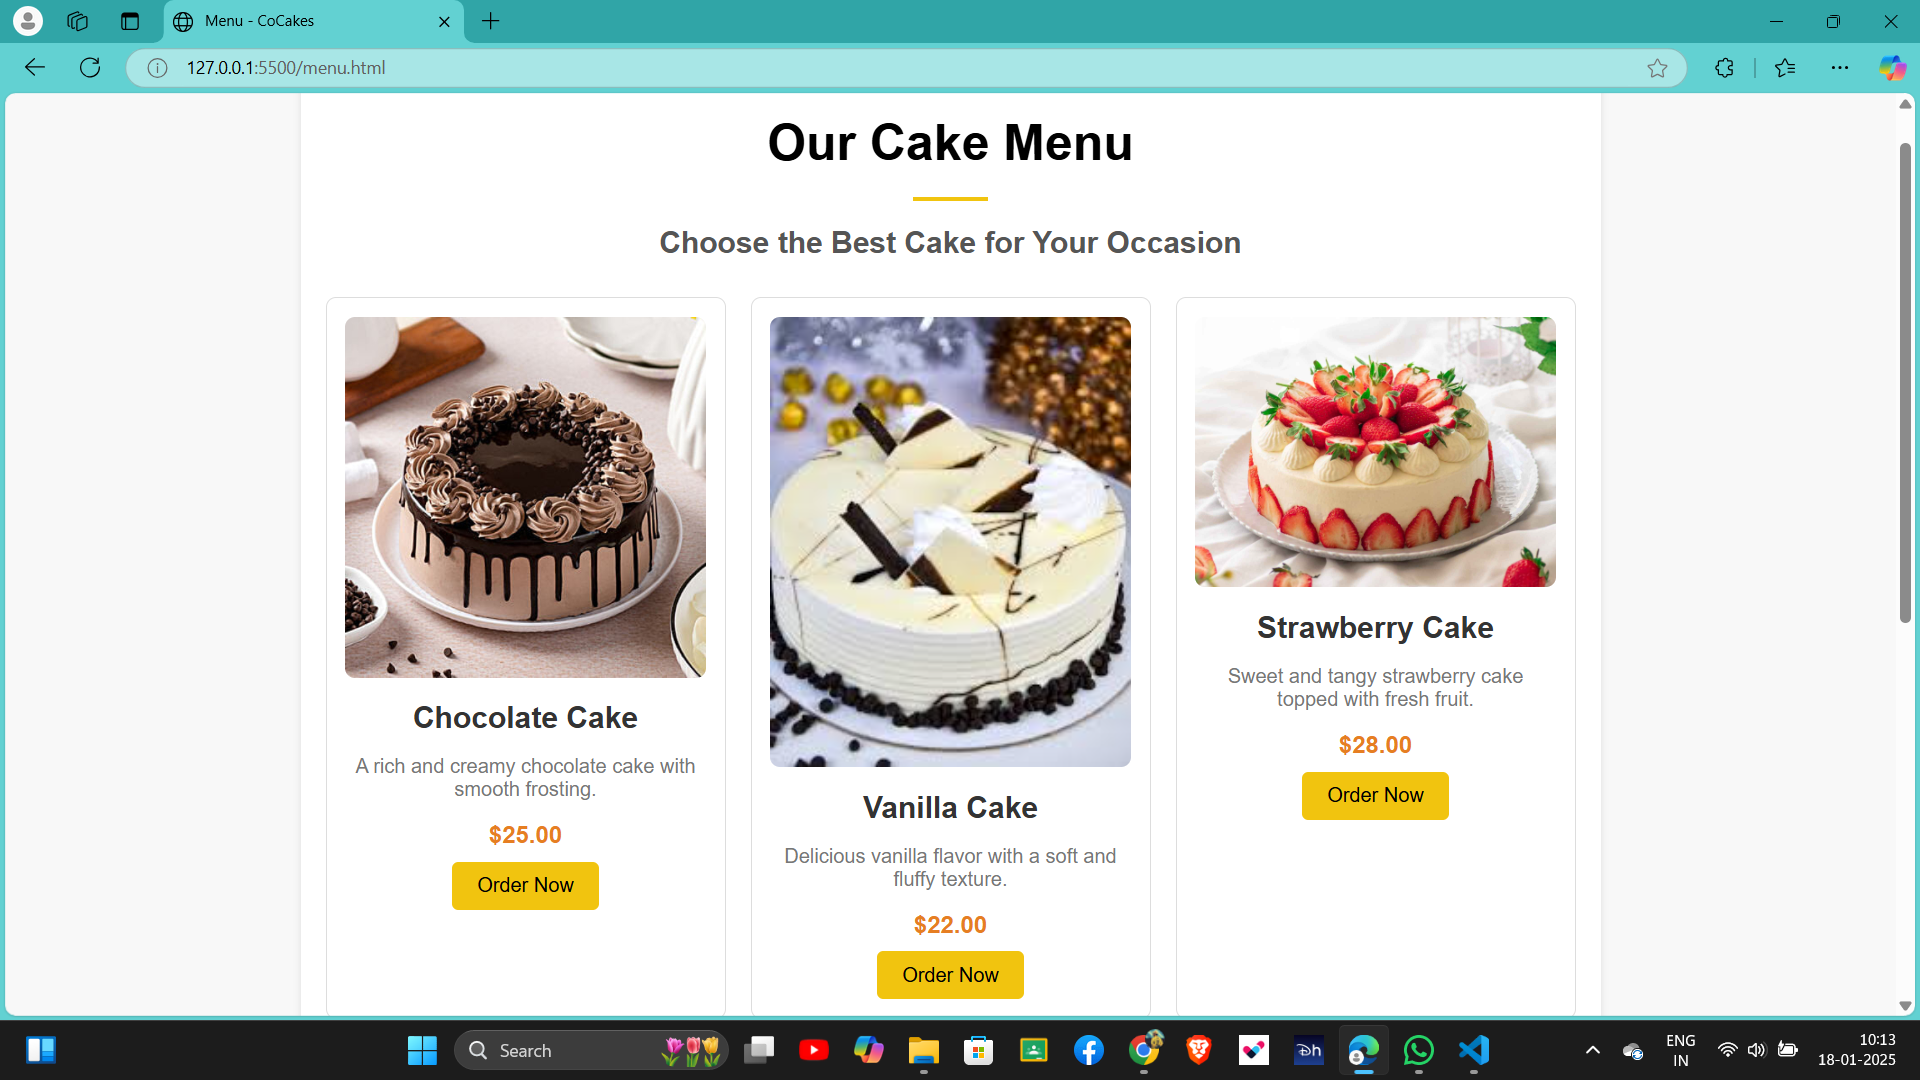 Menu - CoCakes
127.0.0.1:5500/menu.html
Our Cake Menu
Choose the Best Cake for Your Occasion
Chocolate Cake
A rich and creamy chocolate cake with
smooth frosting.
$25.00
Order Now
Vanilla Cake
Delicious vanilla flavor with a soft and
fluffy texture.
$22.00
Order Now
Strawberry Cake
Sweet and tangy strawberry cake
topped with fresh fruit.
$28.00
Order Now
Search
Dh
ENG
IN
10:13
18-01-2025